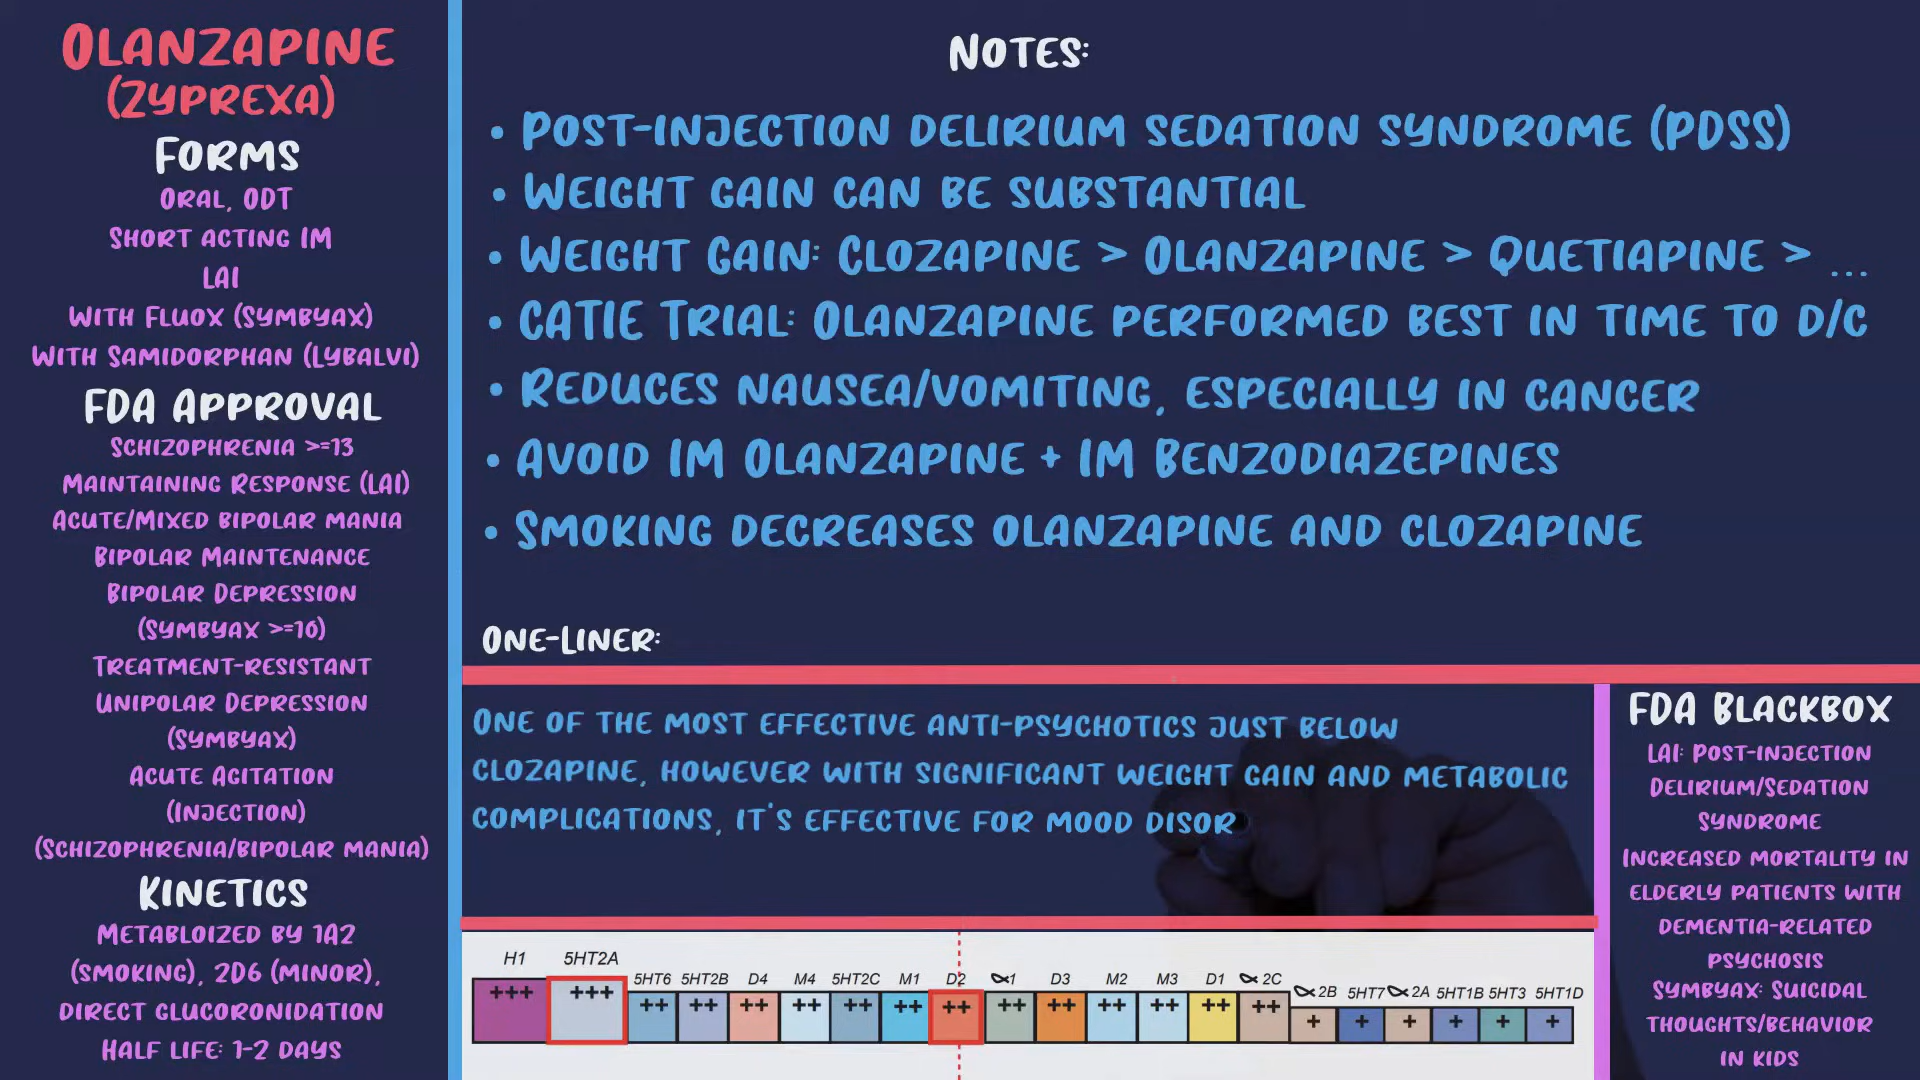 OLANZAPINE
(ZYPREXA)
FORMS
ORAL, ODT
SHORT ACTING IM
LAI
WITH FLUOX (SYMBYAX)
WITH SAMIDORPHAN (LYBALVI)
FDA APPROVAL
SCHIZOPHRENIA >=13
MAINTAINING RESPONSE (LAI)
ACUTE/MIXED BIPOLAR MANIA
BIPOLAR MAINTENANCE
BIPOLAR DEPRESSION
(SYMBYAX >=10)
TREATMENT-RESISTANT
UNIPOLAR DEPRESSION
(SYMBYAX)
ACUTE AGITATION
(INJECTION)
(SCHIZOPHRENIA/BIPOLAR MANIA)
KINETICS
METABLOIZED BY 1A2
(SMOKING), 2D6 (MINOR),
DIRECT GLUCORONIDATION
HALF LIFE: 1-2 DAYS
NOTES:
• POST-INJECTION DELIRIUM SEDATION SYNDROME (PDSS)
• WEIGHT GAIN CAN BE SUBSTANTIAL
• WEIGHT GAIN: CLOZAPINE > OLANZAPINE > QUETIAPINE > ...
• CATIE TRIAL: OLANZAPINE PERFORMED BEST IN TIME TO D/C
• REDUCES NAUSEA/VOMITING, ESPECIALLY IN CANCER
• AVOID IM OLANZAPINE + IM BENZODIAZEPINES
• SMOKING DECREASES OLANZAPINE AND CLOZAPINE
ONE-LINER:
ONE OF THE MOST EFFECTIVE ANTI-PSYCHOTICS JUST BELOW
CLOZAPINE, HOWEVER WITH SIGNIFICANT WEIGHT GAIN AND METABOLIC
COMPLICATIONS, IT'S EFFECTIVE FOR MOOD DISOR
H1 5HT2A 5HT6 5HT2B D4 M4 5HT2C M1 D2 α1 D3 M2 M3 D1 α2C α2B 5HT7 α2A 5HT1B 5HT3 5HT1D
+++ +++ ++ ++ ++ ++ ++ ++ ++ ++ ++ ++ ++ ++ ++ + + + + + +
FDA BLACKBOX
LAI: POST-INJECTION
DELIRIUM/SEDATION
SYNDROME
INCREASED MORTALITY IN
ELDERLY PATIENTS WITH
DEMENTIA-RELATED
PSYCHOSIS
SYMBYAX: SUICIDAL
THOUGHTS/BEHAVIOR
IN KIDS